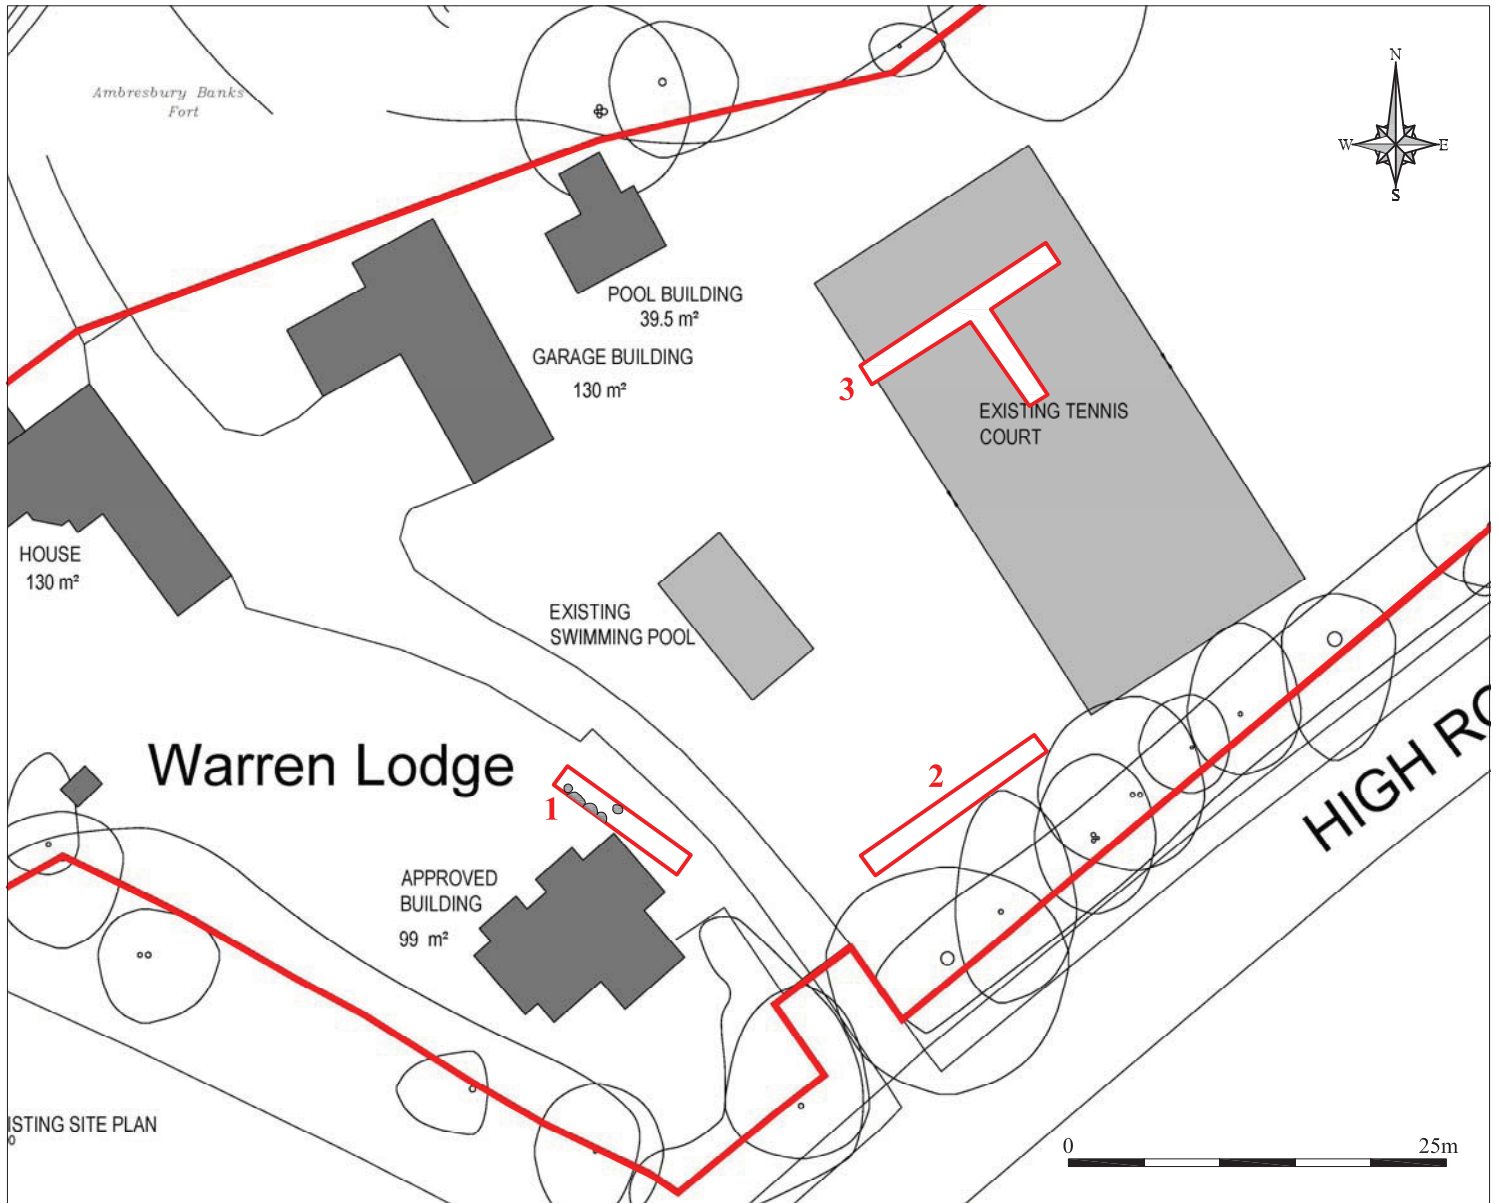 Ambresbury Banks
Fort
N
W
E
S
POOL BUILDING
39.5 m²
GARAGE BUILDING
130 m²
3
EXISTING TENNIS
COURT
HOUSE
130 m²
EXISTING
SWIMMING POOL
Warren Lodge
1
2
HIGH RO
APPROVED
BUILDING
99 m²
ISTING SITE PLAN
0
0
25m